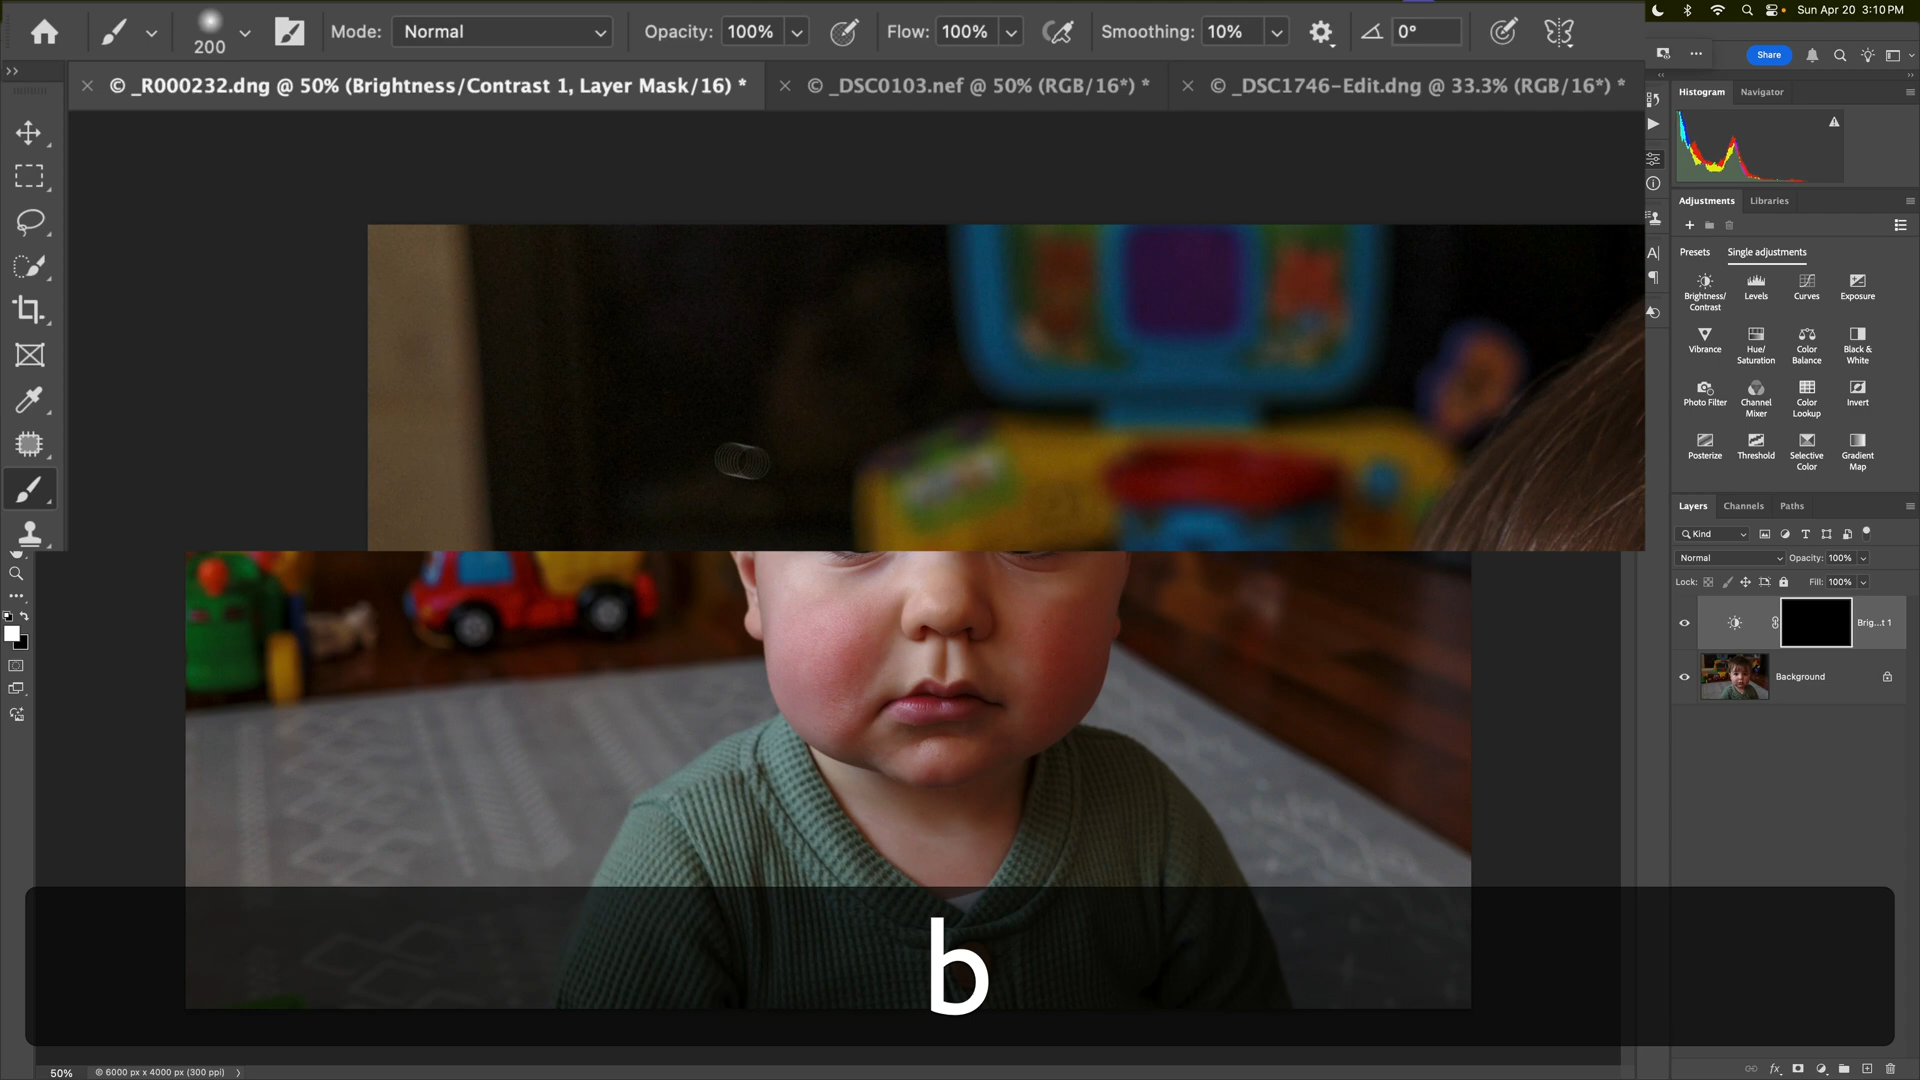 Sun Apr 20 3:10 PM
200
Mode: Normal
Opacity: 100%
Flow: 100%
Smoothing: 10%
0°
Share
× © _R000232.dng @ 50% (Brightness/Contrast 1, Layer Mask/16) *
× © _DSC0103.nef @ 50% (RGB/16*) *
× © _DSC1746-Edit.dng @ 33.3% (RGB/16*) *
Histogram Navigator
Adjustments Libraries
Presets Single adjustments
Brightness/
Contrast
Levels
Curves
Exposure
Vibrance
Hue/
Saturation
Color
Balance
Black &
White
Photo Filter
Channel
Mixer
Color
Lookup
Invert
Posterize
Threshold
Selective
Color
Gradient
Map
Layers Channels Paths
Kind
Normal Opacity: 100%
Lock: Fill: 100%
Brig...t 1
Background
b
50% 6000 px x 4000 px (300 ppi)